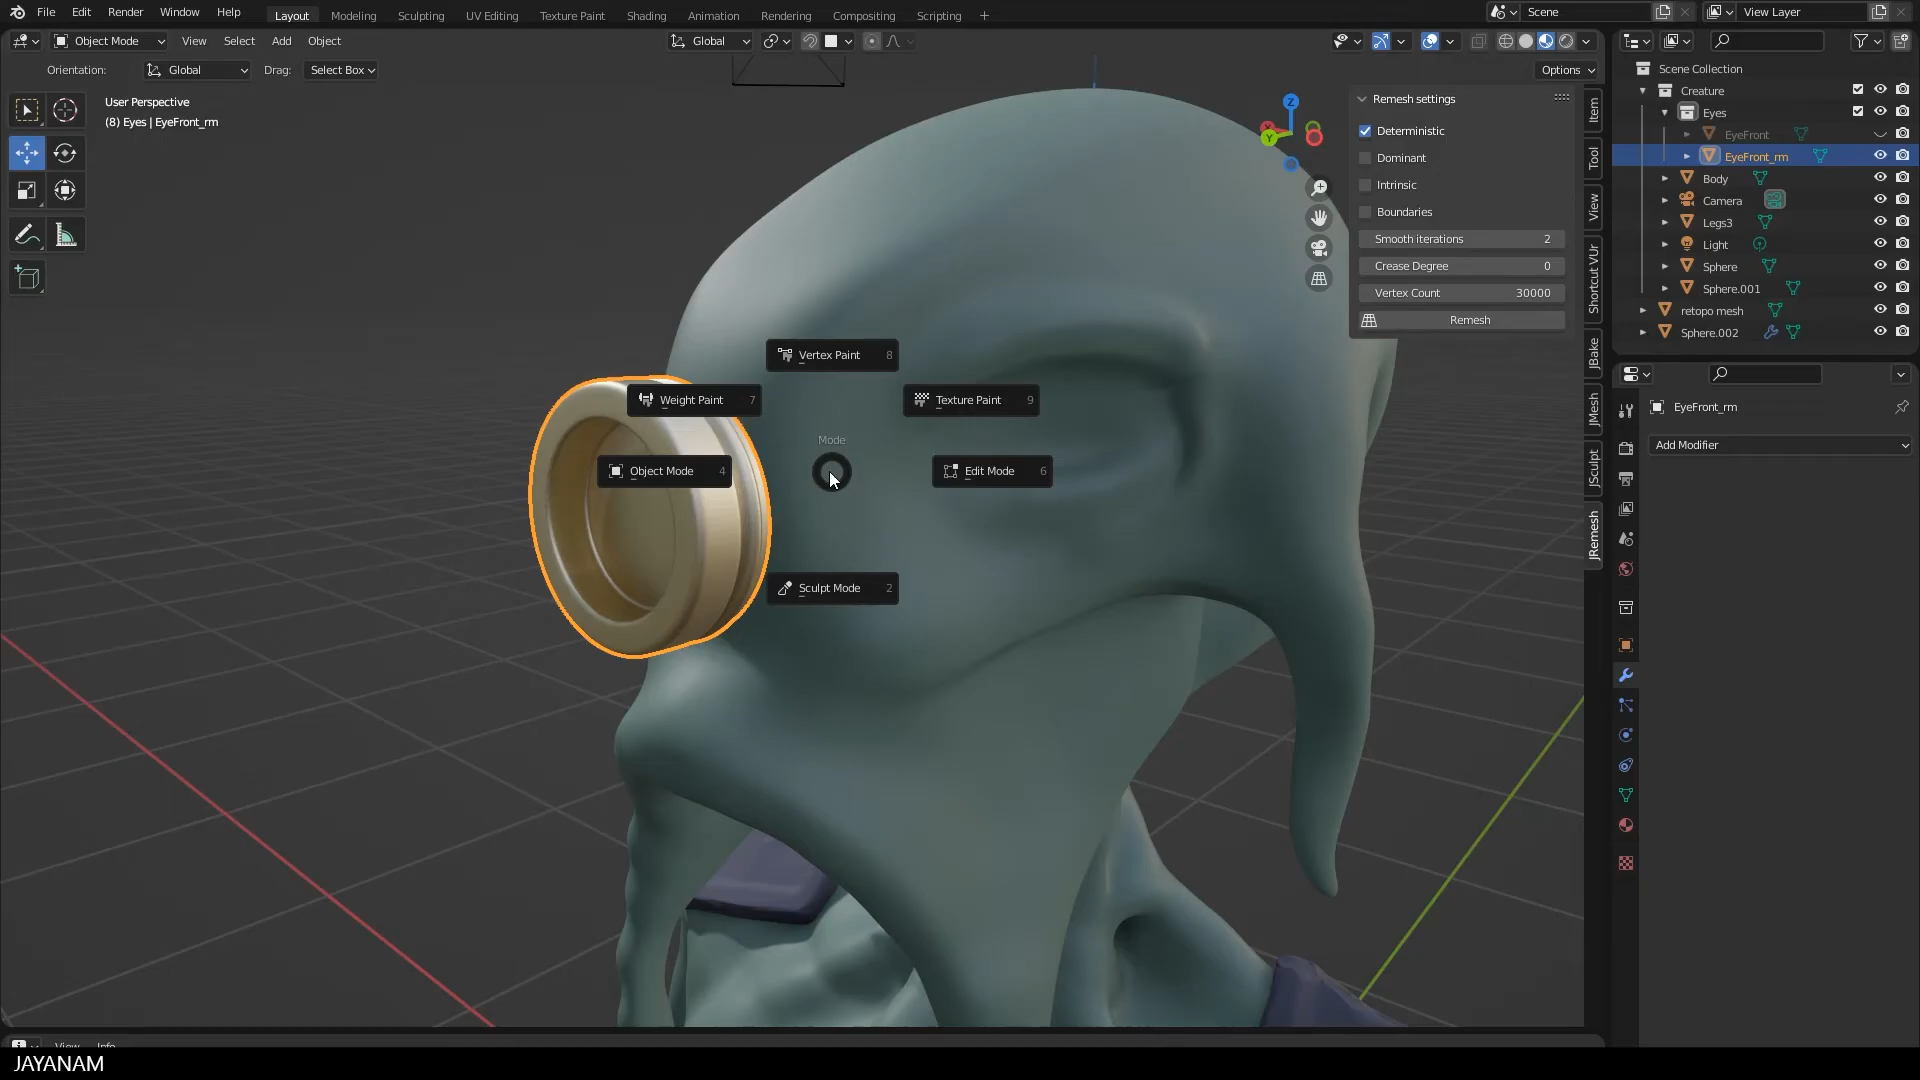 File Edit Render Window Help Layout Modeling Sculpting UV Editing Texture Paint Shading Animation Rendering Compositing Scripting + Scene View Layer
Object Mode View Select Add Object Global
Orientation: Global Drag: Select Box Options
User Perspective
(8) Eyes | EyeFront_rm
Remesh settings
Deterministic
Dominant
Intrinsic
Boundaries
Smooth iterations 2
Crease Degree 0
Vertex Count 30000
Remesh
Z
Y
Item
Tool
View
Shortcut VUr
JBake
JMesh
JSculpt
JRemesh
Vertex Paint 8
Weight Paint 7
Texture Paint 9
Mode
Object Mode 4
Edit Mode 6
Sculpt Mode 2
Scene Collection
Creature
Eyes
EyeFront
EyeFront_rm
Body
Camera
Legs3
Light
Sphere
Sphere.001
retopo mesh
Sphere.002
EyeFront_rm
Add Modifier
View Info
JAYANAM